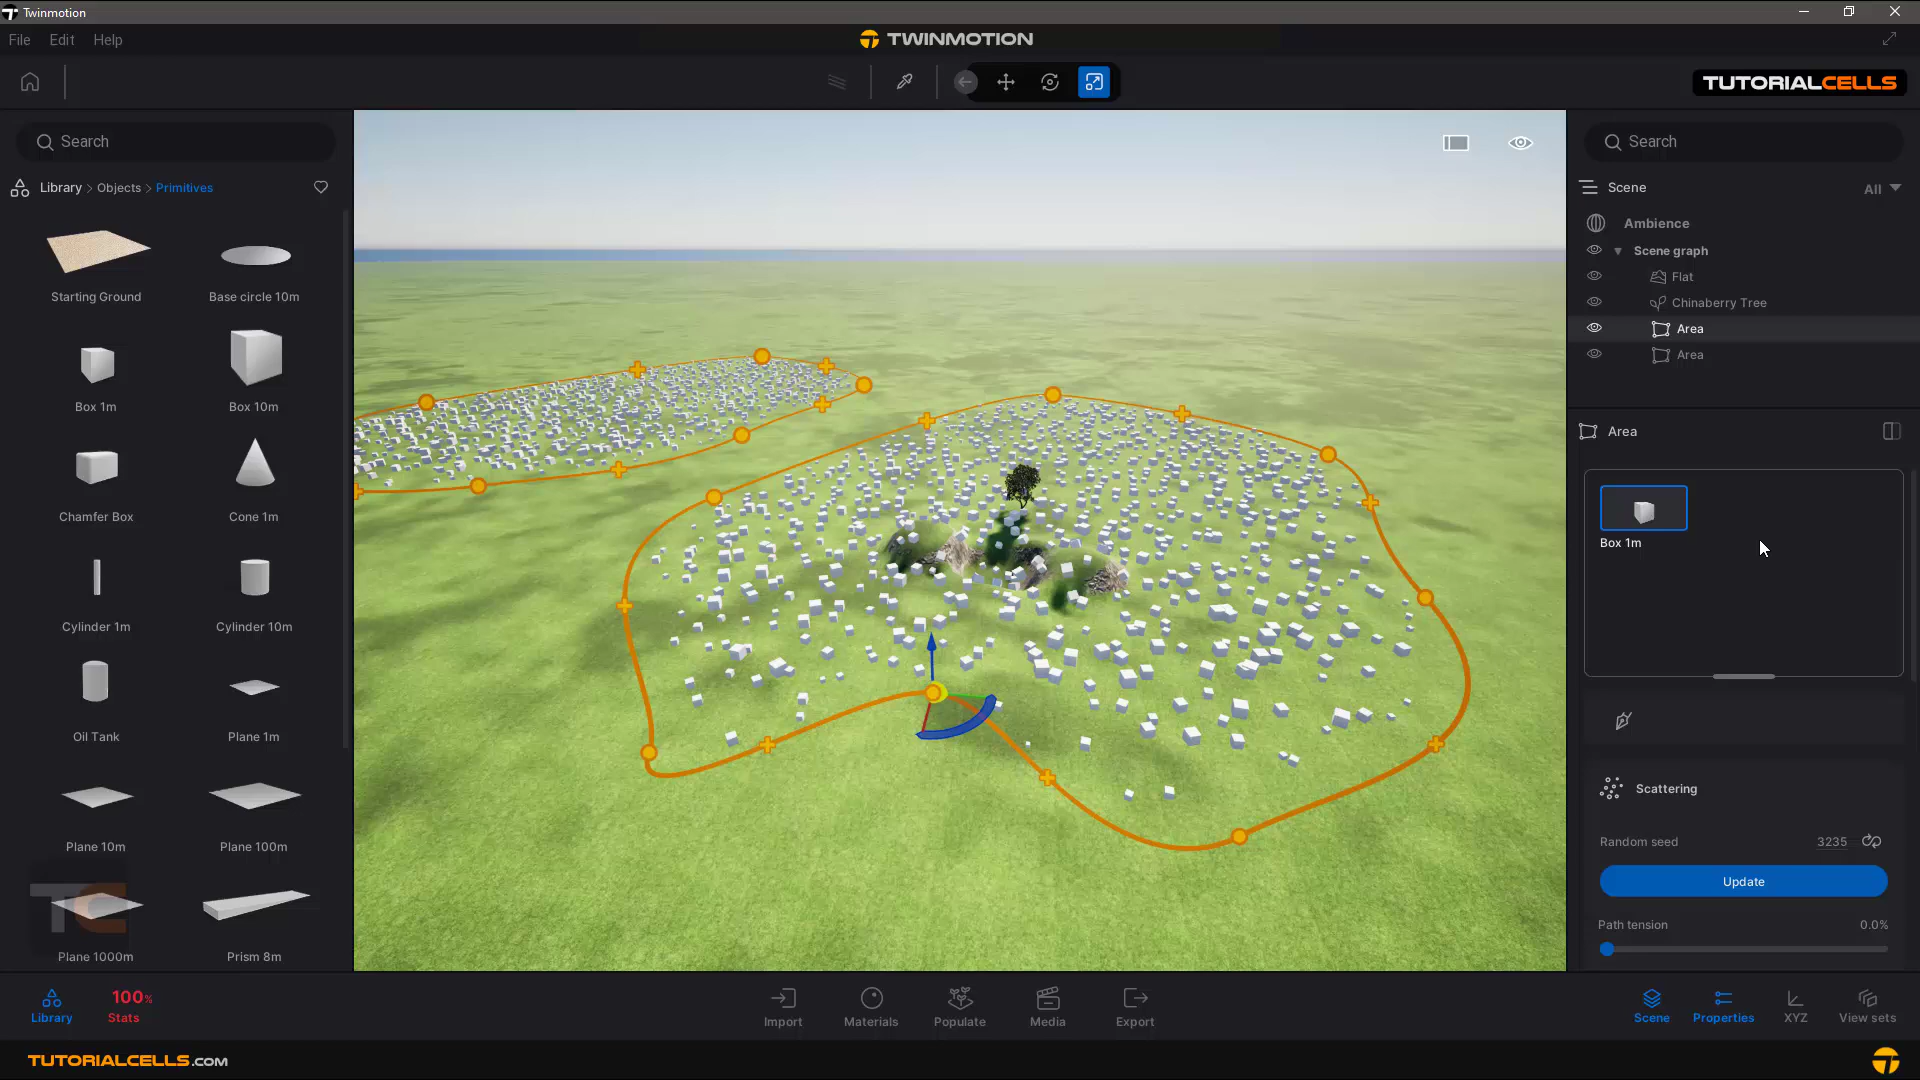 Twinmotion
File Edit Help
TWINMOTION
TUTORIALCELLS
Search
Library > Objects > Primitives
Starting Ground
Base circle 10m
Box 1m
Box 10m
Chamfer Box
Cone 1m
Cylinder 1m
Cylinder 10m
Oil Tank
Plane 1m
Plane 10m
Plane 100m
Plane 1000m
Prism 8m
TC
Search
Scene
All
Ambience
Scene graph
Flat
Chinaberry Tree
Area
Area
Area
Box 1m
Scattering
Random seed 3235
Update
Path tension 0.0%
Library
100%
Stats
Import
Materials
Populate
Media
Export
Scene
Properties
XYZ
View sets
TUTORIALCELLS.COM